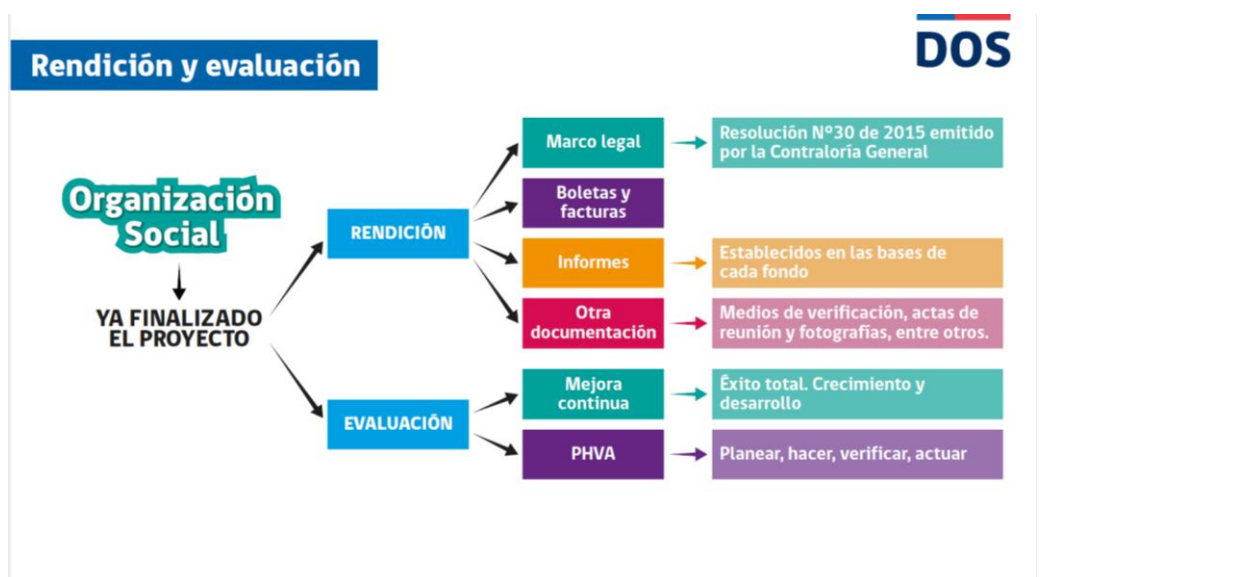 DOS
Rendición y evaluación
Organización
Social
YA FINALIZADO
EL PROYECTO
RENDICIÓN
Marco legal
Resolución N°30 de 2015 emitido
por la Contraloría General
Boletas y
facturas
Informes
Establecidos en las bases de
cada fondo
Otra
documentación
Medios de verificación, actas de
reunión y fotografías, entre otros.
EVALUACIÓN
Mejora
continua
Êxito total. Crecimiento y
desarrollo
PHVA
Planear, hacer, verificar, actuar